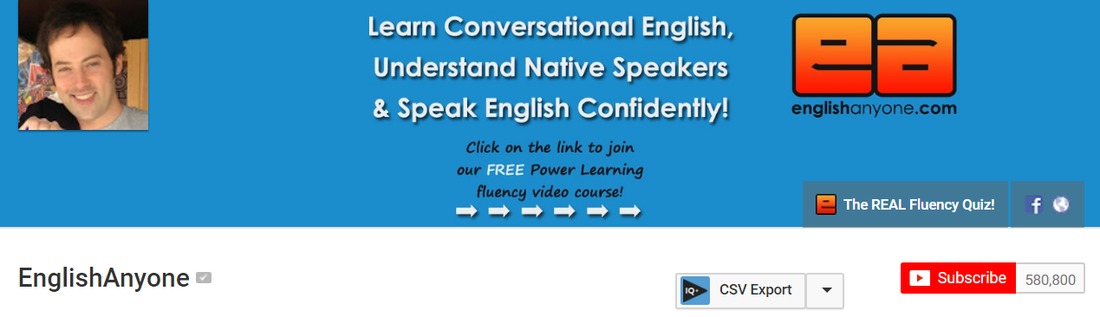 Learn Conversational English,
Understand Native Speakers
& Speak English Confidently!
ea
englishanyone.com
Click on the link to join
our FREE Power Learning
fluency video course!
e The REAL Fluency Quiz! f
EnglishAnyone
IQ+ CSV Export
Subscribe 580,800